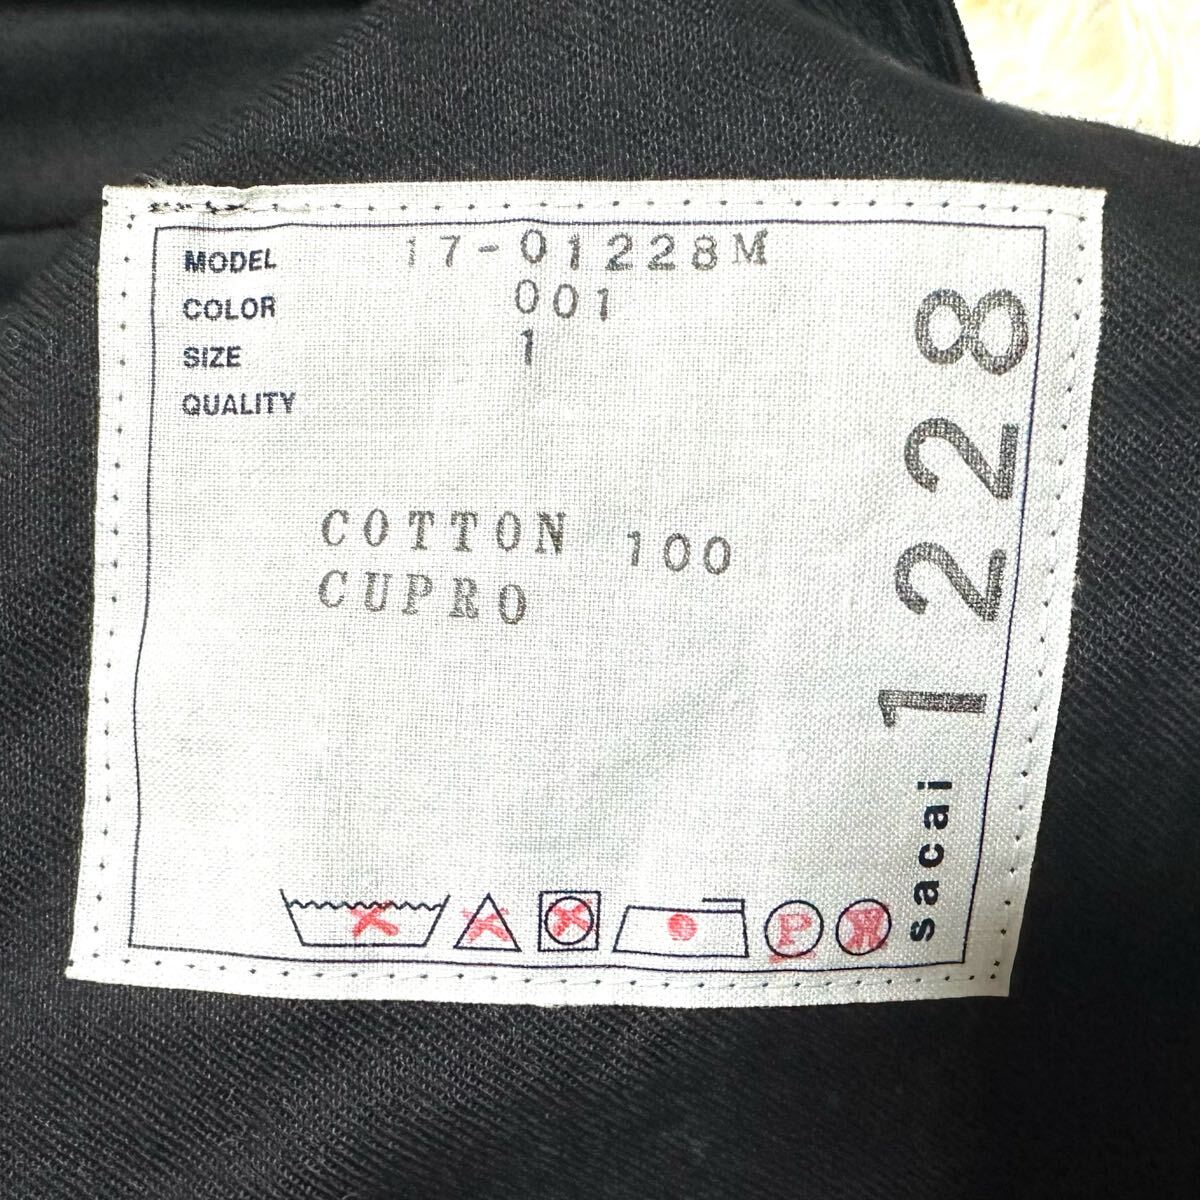 MODEL 17-01228M
COLOR 001
SIZE 1
QUALITY
COTTON 100
CUPRO
P
sacai 1228